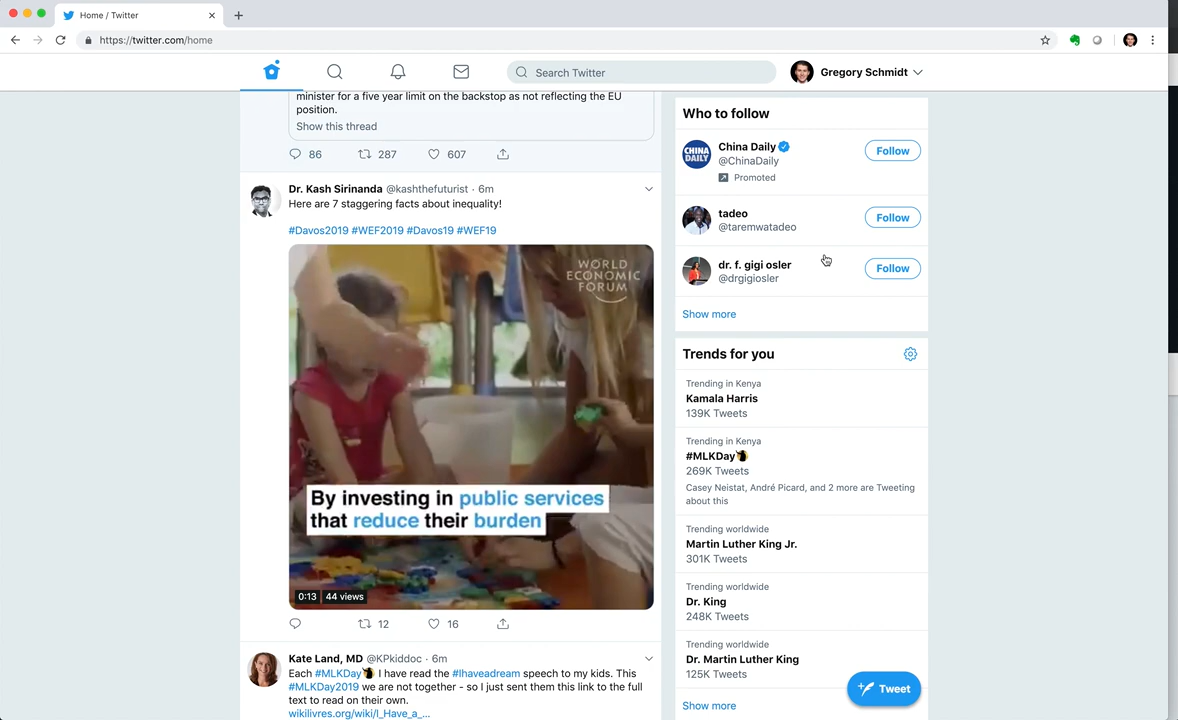 Home / Twitter
https://twitter.com/home
Search Twitter
Gregory Schmidt
minister for a five year limit on the backstop as not reflecting the EU
position.
Show this thread
86 287 607
Dr. Kash Sirinanda @kashthefuturist · 6m
Here are 7 staggering facts about inequality!
#Davos2019 #WEF2019 #Davos19 #WEF19
WORLD
ECONOMIC
FORUM
By investing in public services
that reduce their burden
0:13 44 views
12 16
Kate Land, MD @KPkiddoc · 6m
Each #MLKDay I have read the #Ihaveadream speech to my kids. This
#MLKDay2019 we are not together - so I just sent them this link to the full
text to read on their own.
wikilivres.org/wiki/I_Have_a_...
Who to follow
CHINA
DAILY
China Daily
@ChinaDaily
Promoted
Follow
tadeo
@taremwatadeo
Follow
dr. f. gigi osler
@drgigiosler
Follow
Show more
Trends for you
Trending in Kenya
Kamala Harris
139K Tweets
Trending in Kenya
#MLKDay
269K Tweets
Casey Neistat, André Picard, and 2 more are Tweeting
about this
Trending worldwide
Martin Luther King Jr.
301K Tweets
Trending worldwide
Dr. King
248K Tweets
Trending worldwide
Dr. Martin Luther King
125K Tweets
Show more
Tweet